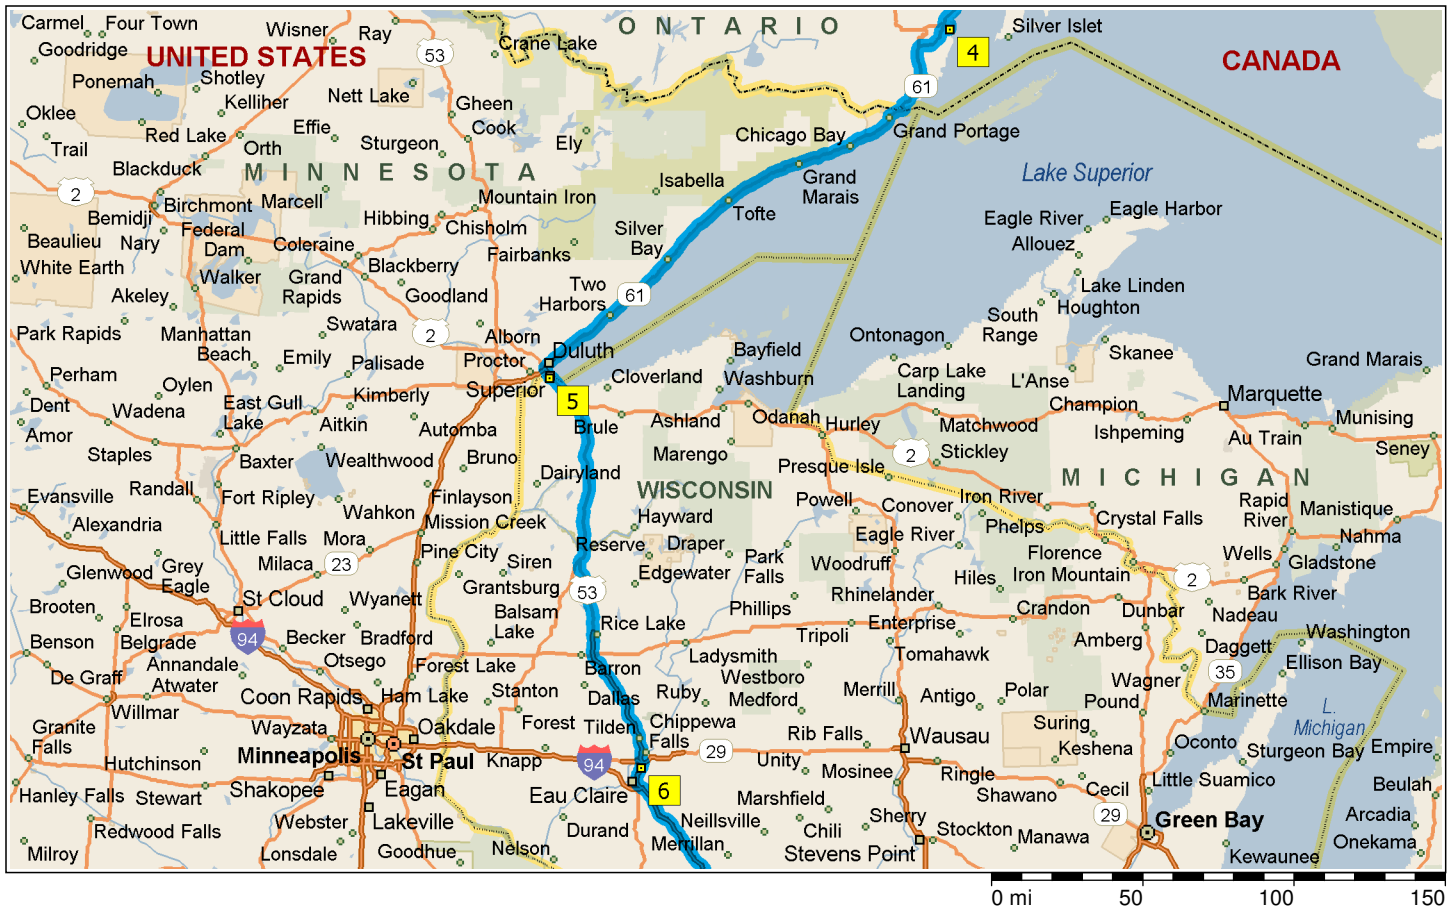 Carmel
Four Town
Wisner
Ray
ONTARIO
Silver Islet
Goodridge
UNITED STATES
53
Crane Lake
4
CANADA
Ponemah
Shotley
Nett Lake
61
Kelliher
Gheen
Oklee
Effie
Cook
Chicago Bay
Grand Portage
Red Lake
Sturgeon
Ely
Trail
Orth
Blackduck
MINNESOTA
Isabella
Grand
Marais
Lake Superior
2
Birchmont
Marcell
Mountain Iron
Tofte
Eagle River
Eagle Harbor
Bemidji
Hibbing
Chisholm
Silver
Bay
Allouez
Beaulieu
Nary
Federal
Dam
Coleraine
Fairbanks
White Earth
Walker
Grand
Rapids
Blackberry
Two
Harbors
61
Lake Linden
Akeley
Goodland
Houghton
South
Range
Park Rapids
Manhattan
Beach
Swatara
2
Alborn
Ontonagon
Duluth
Bayfield
Skanee
Emily
Palisade
Proctor
Grand Marais
Perham
Oylen
Kimberly
Superior
Cloverland
Washburn
Carp Lake
Landing
L'Anse
Marquette
Dent
Wadena
East Gull
Lake
Aitkin
5
Champion
Amor
Automba
Brule
Ashland
Odanah
Hurley
Matchwood
Ishpeming
Au Train
Munising
Staples
Baxter
Wealthwood
Bruno
Marengo
2
Stickley
Seney
Presque Isle
Dairyland
MICHIGAN
Evansville
Randall
Fort Ripley
Finlayson
WISCONSIN
Powell
Conover
Iron River
Rapid
River
Manistique
Alexandria
Wahkon
Mission Creek
Hayward
Phelps
Crystal Falls
Little Falls
Mora
Reserve
Draper
Eagle River
Nahma
Pine City
Park
Falls
Florence
Wells
Glenwood
Grey
Eagle
Milaca
23
Siren
Edgewater
Woodruff
Iron Mountain
Gladstone
Grantsburg
53
Hiles
2
Brooten
St Cloud
Wyanett
Balsam
Lake
Phillips
Rhinelander
Bark River
Elrosa
Rice Lake
Crandon
Dunbar
Nadeau
Benson
Belgrade
94
Becker
Bradford
Tripoli
Enterprise
Amberg
Washington
Annandale
Otsego
Forest Lake
Barron
Ladysmith
Tomahawk
Daggett
Ellison Bay
De Graff
Atwater
Westboro
35
Coon Rapids
Ham Lake
Stanton
Dallas
Ruby
Medford
Merrill
Antigo
Polar
Wagner
Pound
Marinette
Willmar
L.
Michigan
Granite
Falls
Wayzata
Oakdale
Forest
Tilden
Chippewa
Falls
Rib Falls
Wausau
Suring
Minneapolis
St Paul
Knapp
94
29
Keshena
Oconto
Sturgeon Bay
Empire
Hutchinson
Unity
Mosinee
Ringle
Hanley Falls
Stewart
Shakopee
Eagan
Eau Claire
6
Shawano
Cecil
Little Suamico
Beulah
Marshfield
29
Redwood Falls
Webster
Lakeville
Durand
Neillsville
Chili
Sherry
Stockton
Manawa
Green Bay
Arcadia
Milroy
Lonsdale
Goodhue
Nelson
Merrillan
Stevens Point
Kewaunee
Onekama
0 mi
50
100
150